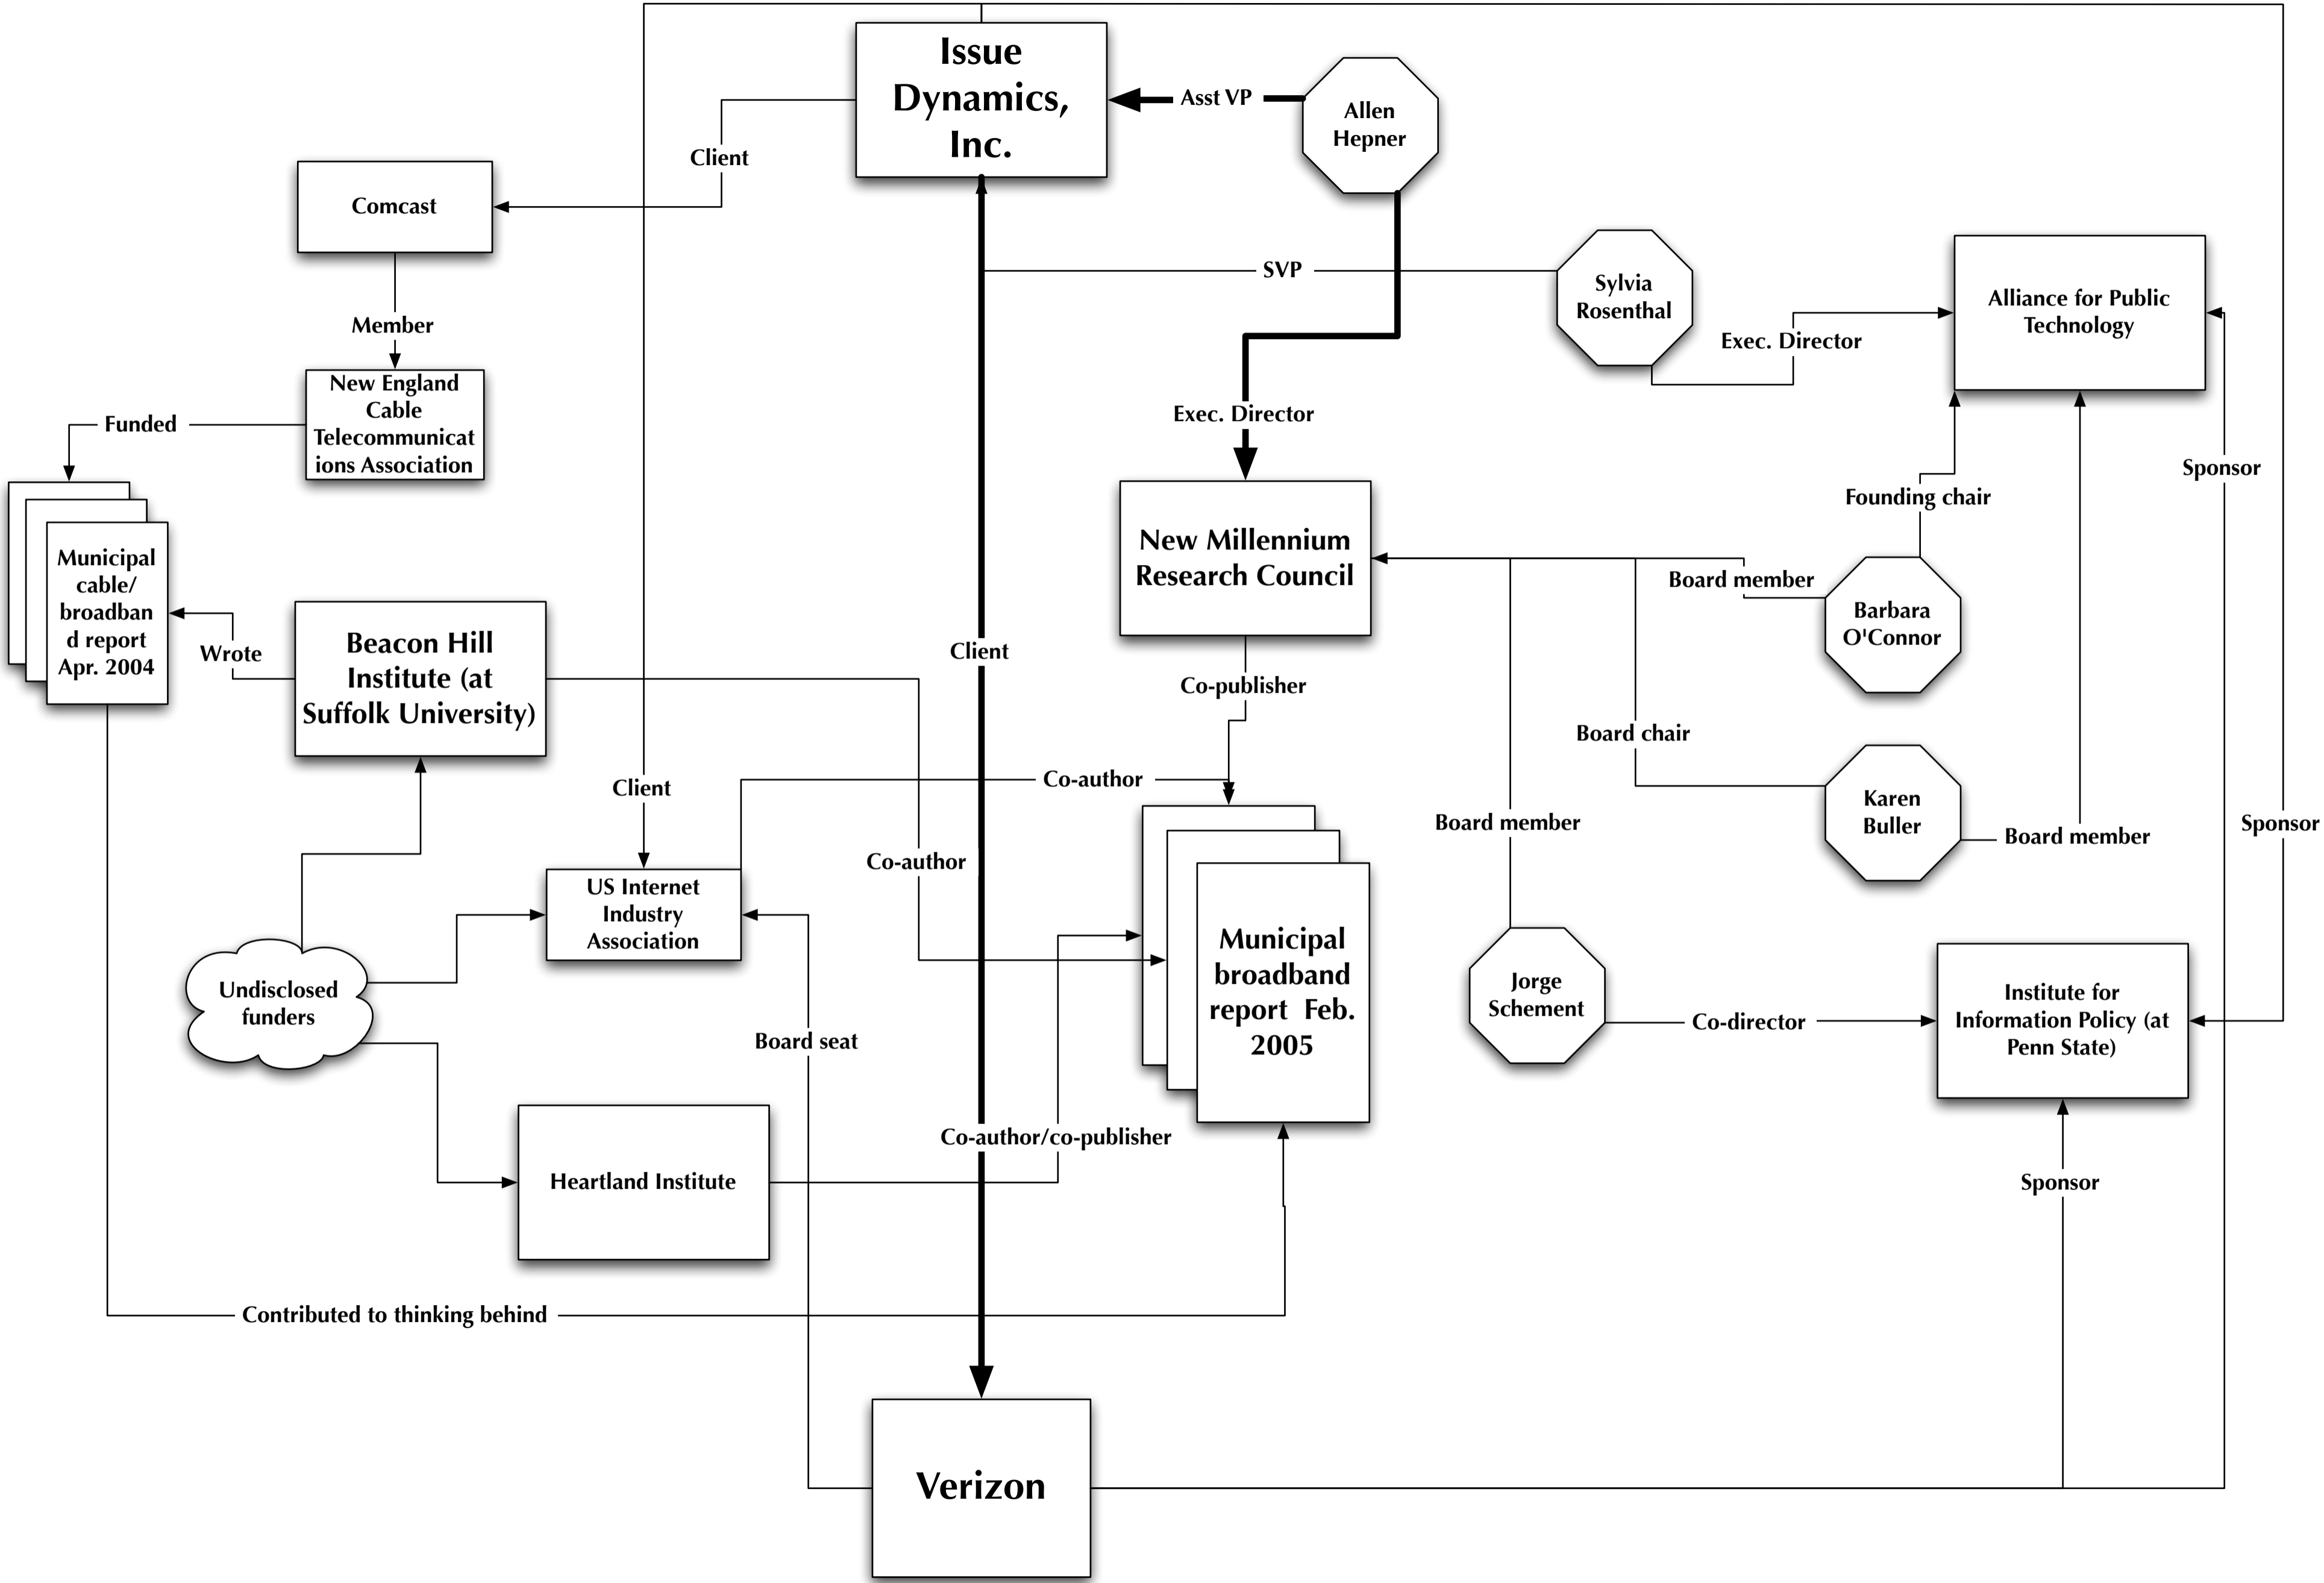 Issue
Dynamics,
Inc.
Asst VP
Allen
Hepner
Client
Comcast
SVP
Sylvia
Rosenthal
Alliance for Public
Technology
Member
Exec. Director
New England
Cable
Telecommunicat
ions Association
Funded
Exec. Director
Sponsor
Founding chair
Municipal
cable/
broadban
d report
Apr. 2004
New Millennium
Research Council
Board member
Barbara
O'Connor
Wrote
Beacon Hill
Institute (at
Suffolk University)
Client
Co-publisher
Board chair
Client
Co-author
Karen
Buller
Board member
Board member
Sponsor
Co-author
US Internet
Industry
Association
Municipal
broadband
report Feb.
2005
Jorge
Schement
Co-director
Institute for
Information Policy (at
Penn State)
Undisclosed
funders
Board seat
Co-author/co-publisher
Heartland Institute
Sponsor
Contributed to thinking behind
Verizon